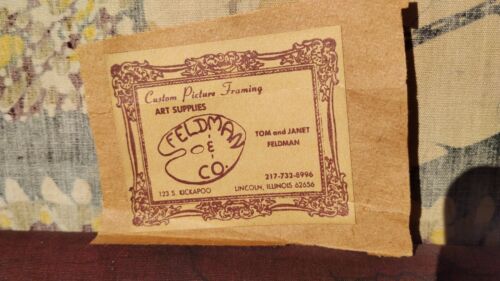 Custom Picture Framing
ART SUPPLIES
FELDMAN
-&-
CO.
TOM and JANET
FELDMAN
217-732-8996
123 S. KICKAPOO
LINCOLN, ILLINOIS 62656